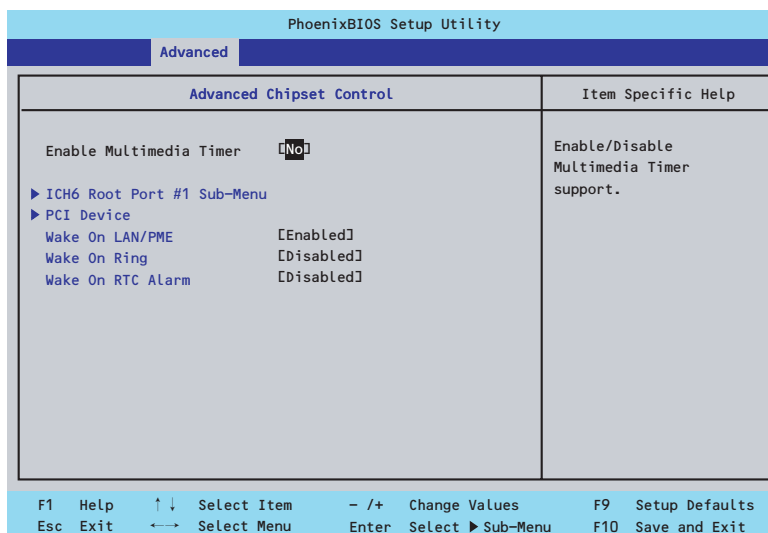 PhoenixBIOS Setup Utility
Advanced
Advanced Chipset Control
Item Specific Help
Enable Multimedia Timer [No]
Enable/Disable
Multimedia Timer
support.
▶ ICH6 Root Port #1 Sub-Menu
▶ PCI Device
Wake On LAN/PME [Enabled]
Wake On Ring [Disabled]
Wake On RTC Alarm [Disabled]
F1 Help ↑↓ Select Item - /+ Change Values F9 Setup Defaults
Esc Exit ←→ Select Menu Enter Select ▶ Sub-Menu F10 Save and Exit